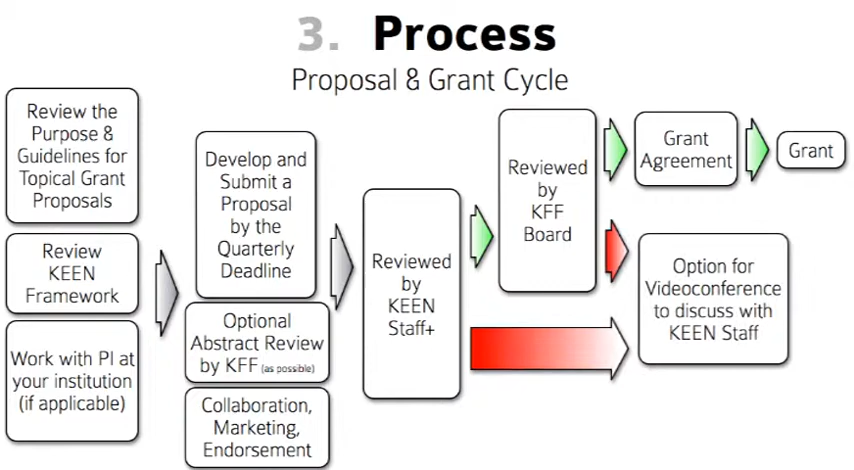 3. Process
Proposal & Grant Cycle
Review the
Purpose &
Guidelines for
Topical Grant
Proposals
Review
KEEN
Framework
Work with PI at
your institution
(if applicable)
Develop and
Submit a
Proposal
by the
Quarterly
Deadline
Optional
Abstract Review
by KFF (as possible)
Collaboration,
Marketing,
Endorsement
Reviewed
by
KEEN
Staff+
Reviewed
by
KFF
Board
Grant
Agreement
Grant
Option for
Videoconference
to discuss with
KEEN Staff